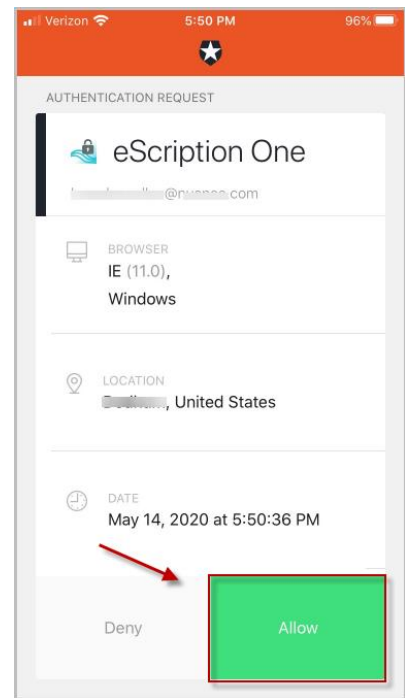 Verizon 5:50 PM 96%
AUTHENTICATION REQUEST
eScription One
.com
BROWSER
IE (11.0),
Windows
LOCATION
, United States
DATE
May 14, 2020 at 5:50:36 PM
Deny Allow